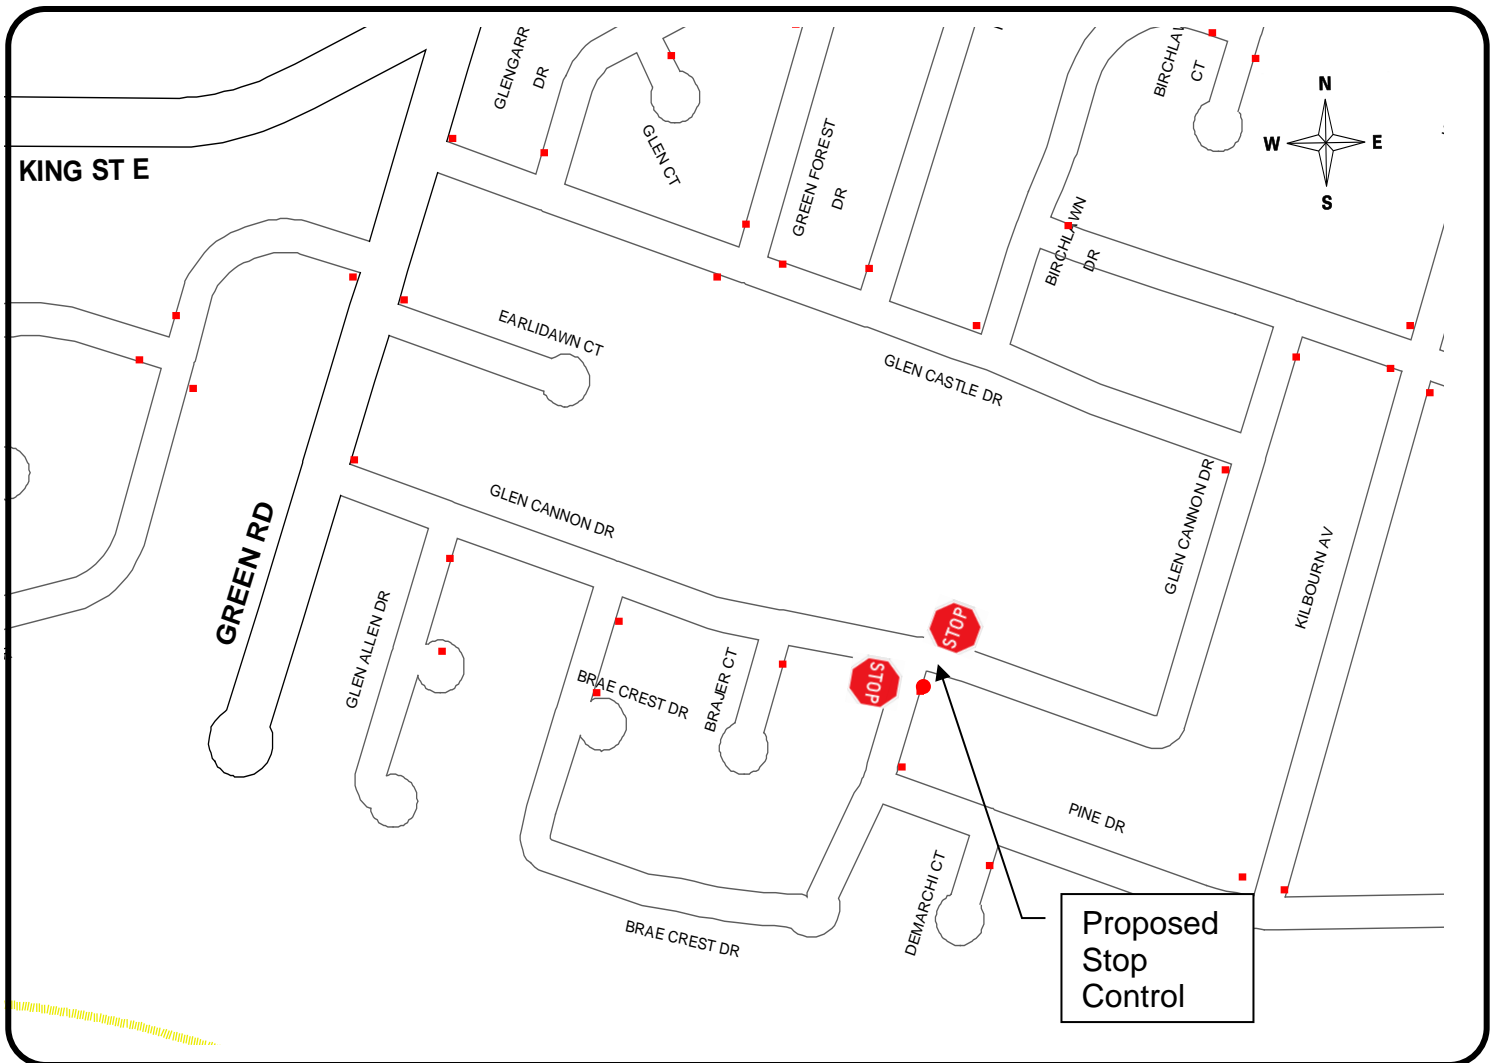 GLENGARR
DR
BIRCHLAW
CT
N
W
E
S
KING ST E
GLEN CT
GREEN FOREST
DR
BIRCHLAWN
DR
EARLIDAWN CT
GLEN CASTLE DR
GLEN CANNON DR
GLEN CANNON DR
GREEN RD
KILBOURN AV
GLEN ALLEN DR
BRAE CREST DR
BRAJER CT
STOP
STOP
PINE DR
DEMARCHI CT
BRAE CREST DR
Proposed
Stop
Control